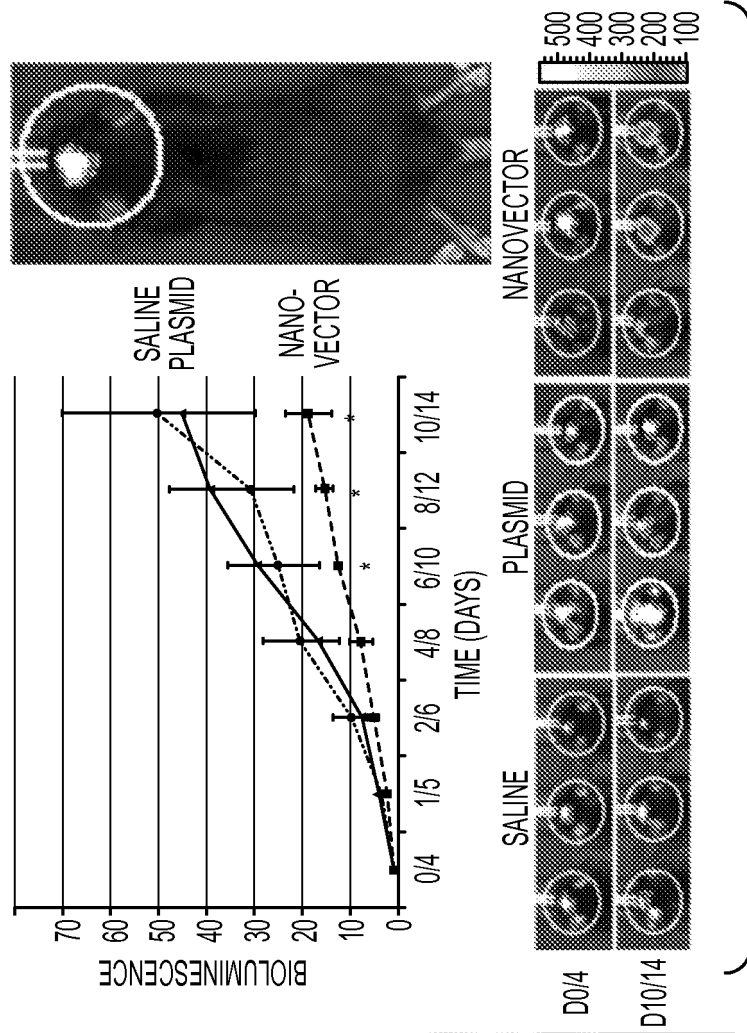 BIOLUMINESCENCE
70
60
50
40
30
20
10
0
SALINE
PLASMID
NANO-
VECTOR
* * *
0/4 1/5 2/6 4/8 6/10 8/12 10/14
TIME (DAYS)
SALINE PLASMID NANOVECTOR
D0/4
D10/14
500
400
300
200
100